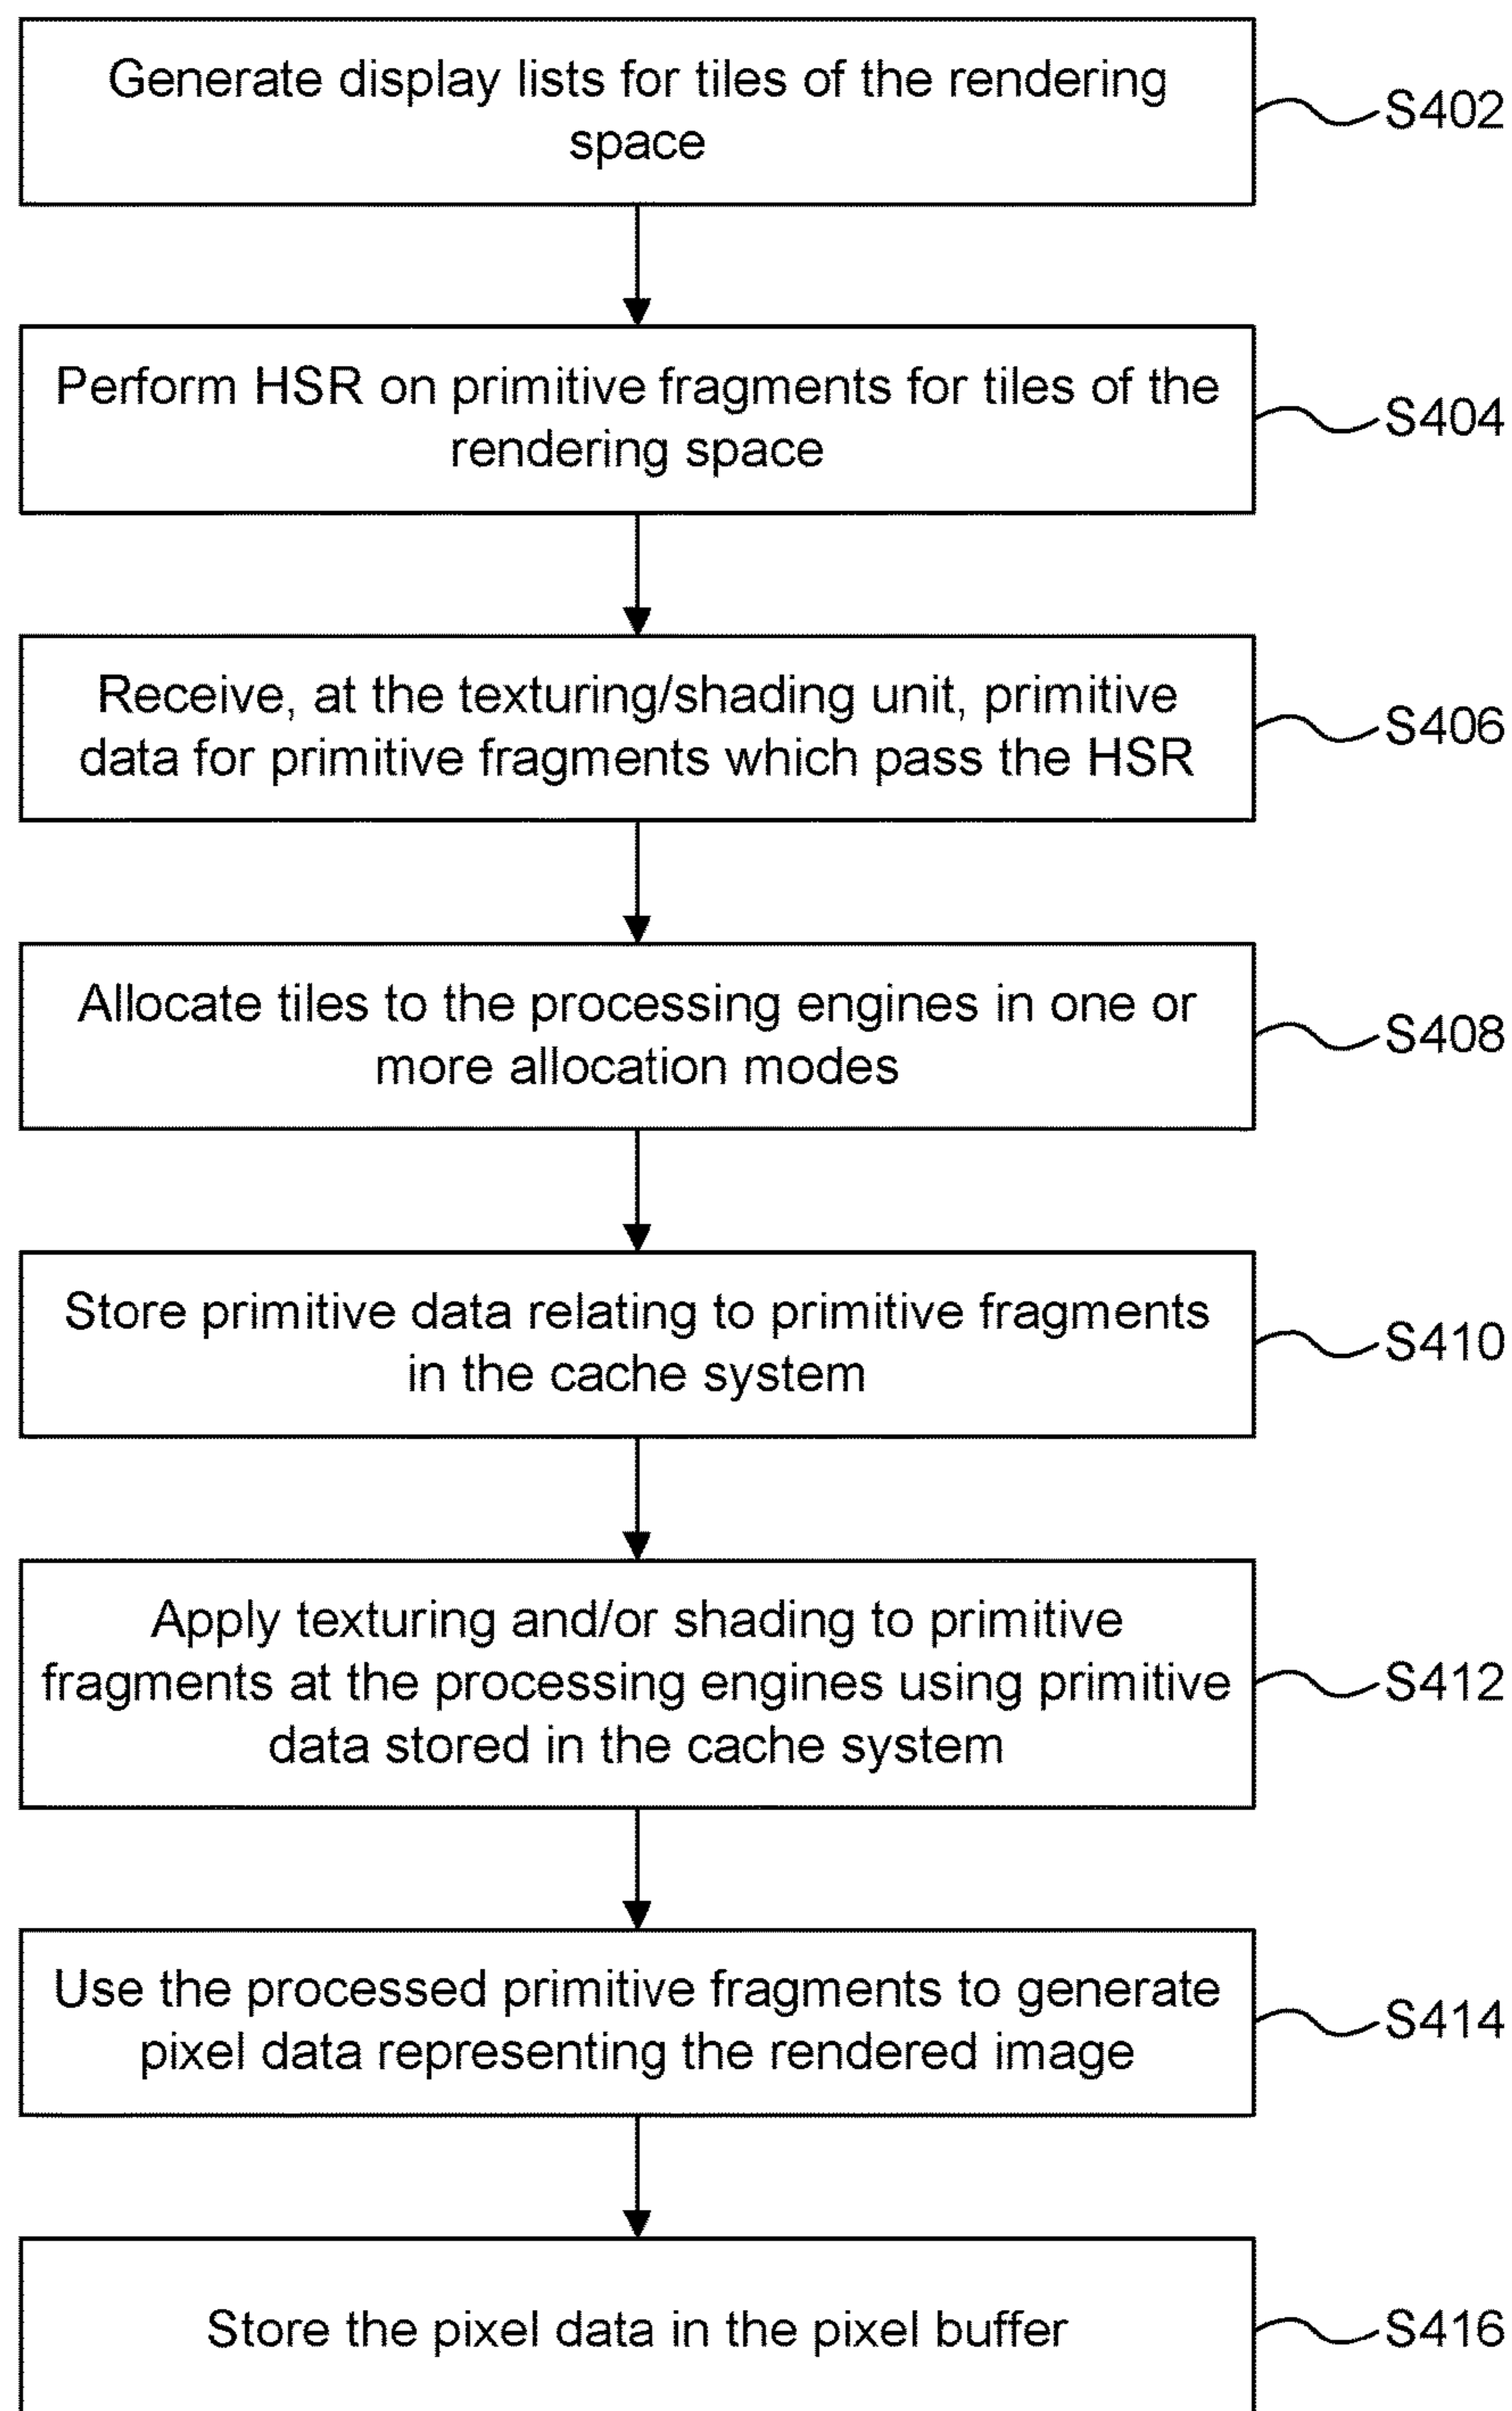 Generate display lists for tiles of the rendering
space
S402
Perform HSR on primitive fragments for tiles of the
rendering space
S404
Receive, at the texturing/shading unit, primitive
data for primitive fragments which pass the HSR
S406
Allocate tiles to the processing engines in one or
more allocation modes
S408
Store primitive data relating to primitive fragments
in the cache system
S410
Apply texturing and/or shading to primitive
fragments at the processing engines using primitive
data stored in the cache system
S412
Use the processed primitive fragments to generate
pixel data representing the rendered image
S414
Store the pixel data in the pixel buffer
S416